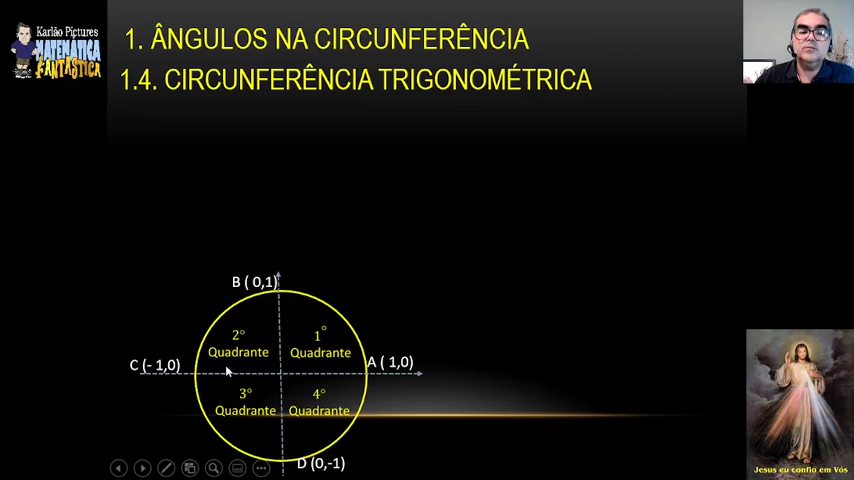 Karlão Pictures
MATEMÁTICA
FANTÁSTICA
1. ÂNGULOS NA CIRCUNFERÊNCIA
1.4. CIRCUNFERÊNCIA TRIGONOMÉTRICA
B ( 0,1)
2°
Quadrante
1°
Quadrante
C (- 1,0)
A ( 1,0)
3°
Quadrante
4°
Quadrante
D (0,-1)
Jesus eu confio em Vós